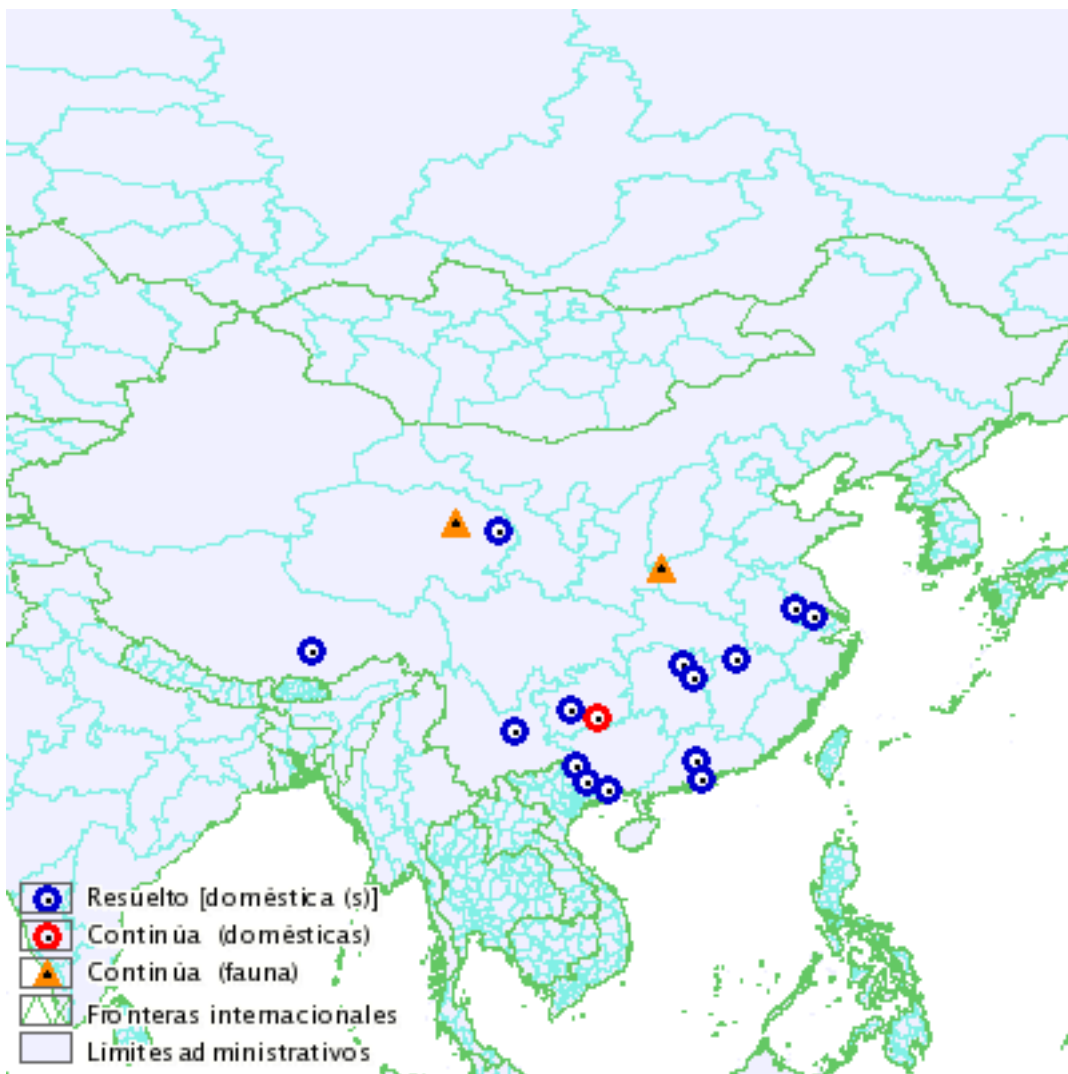 Resuelto [doméstica (s)]
Continúa (domésticas)
Continúa (fauna)
Fronteras internacionales
Límites administrativos